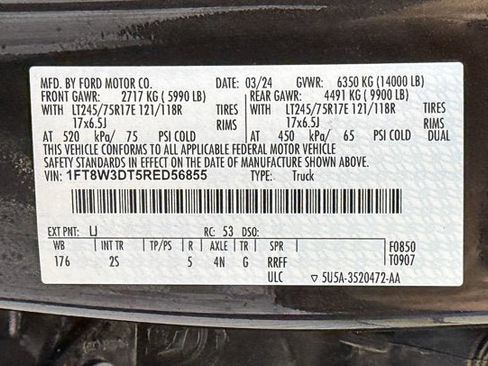 MFD. BY FORD MOTOR CO. 03/24 GVWR: 6350 KG (14000 LB)
FRONT GAWR: 2717 KG (5990 LB) REAR GAWR: 4491 KG (9900 LB)
WITH LT245/75R17E 121/118R TIRES WITH LT245/75R17E 121/118R TIRES
17x6.5J RIMS 17x6.5J RIMS
AT 520 kPa/ 75 PSI COLD AT 450 kPa/ 65 PSI COLD DUAL
THIS VEHICLE CONFORMS TO ALL APPLICABLE FEDERAL MOTOR VEHICLE
SAFETY STANDARDS IN EFFECT ON THE DATE OF MANUFACTURE SHOWN ABOVE.
VIN: 1FT8W3DT5RED56855 TYPE: Truck
EXT PNT: UJ RC: 53 DSO:
WB INT TR TP/PS R AXLE TR SPR F0850
176 2S 5 4N G RRFF T0907
ULC ▽ 5U5A-3520472-AA